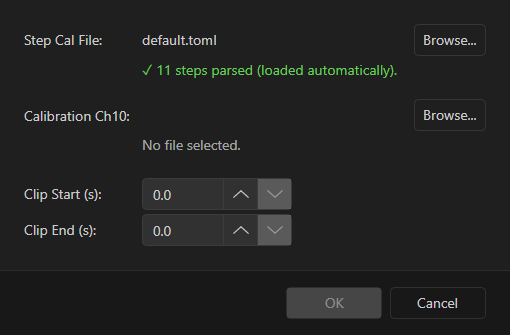 Step Cal File: default.toml Browse...
✓ 11 steps parsed (loaded automatically).
Calibration Ch10: Browse...
No file selected.
Clip Start (s): 0.0
Clip End (s): 0.0
OK Cancel